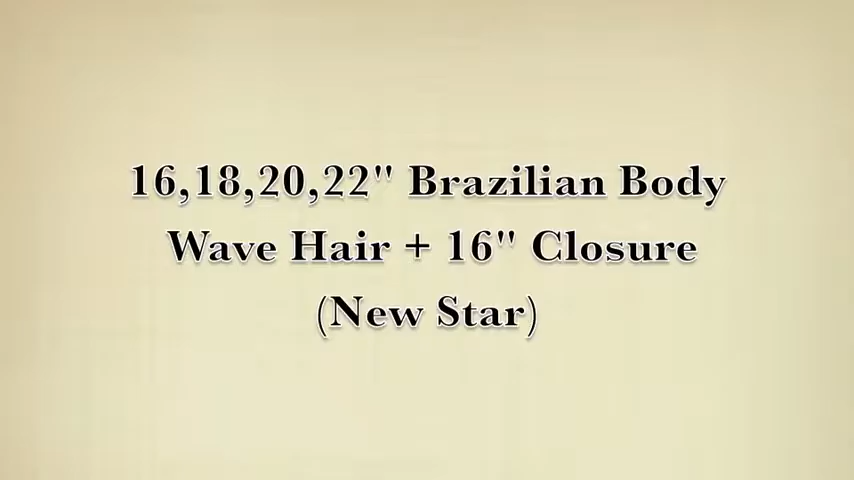 16,18,20,22" Brazilian Body
Wave Hair + 16" Closure
(New Star)